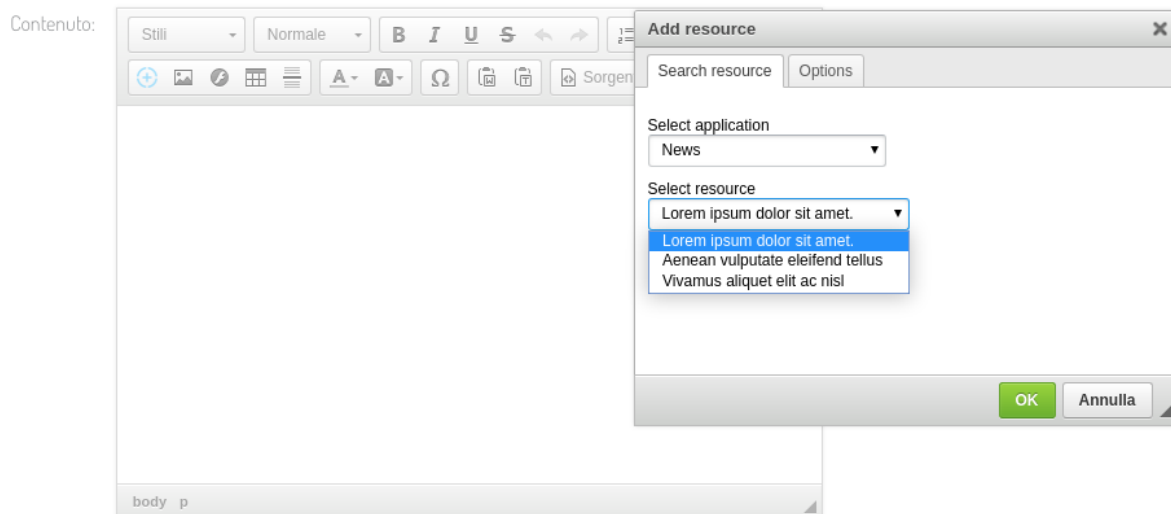 Contenuto:
Stili
Normale
B I U S
Sorgen
body p
Add resource
Search resource
Options
Select application
News
Select resource
Lorem ipsum dolor sit amet.
Lorem ipsum dolor sit amet.
Aenean vulputate eleifend tellus
Vivamus aliquet elit ac nisl
OK
Annulla